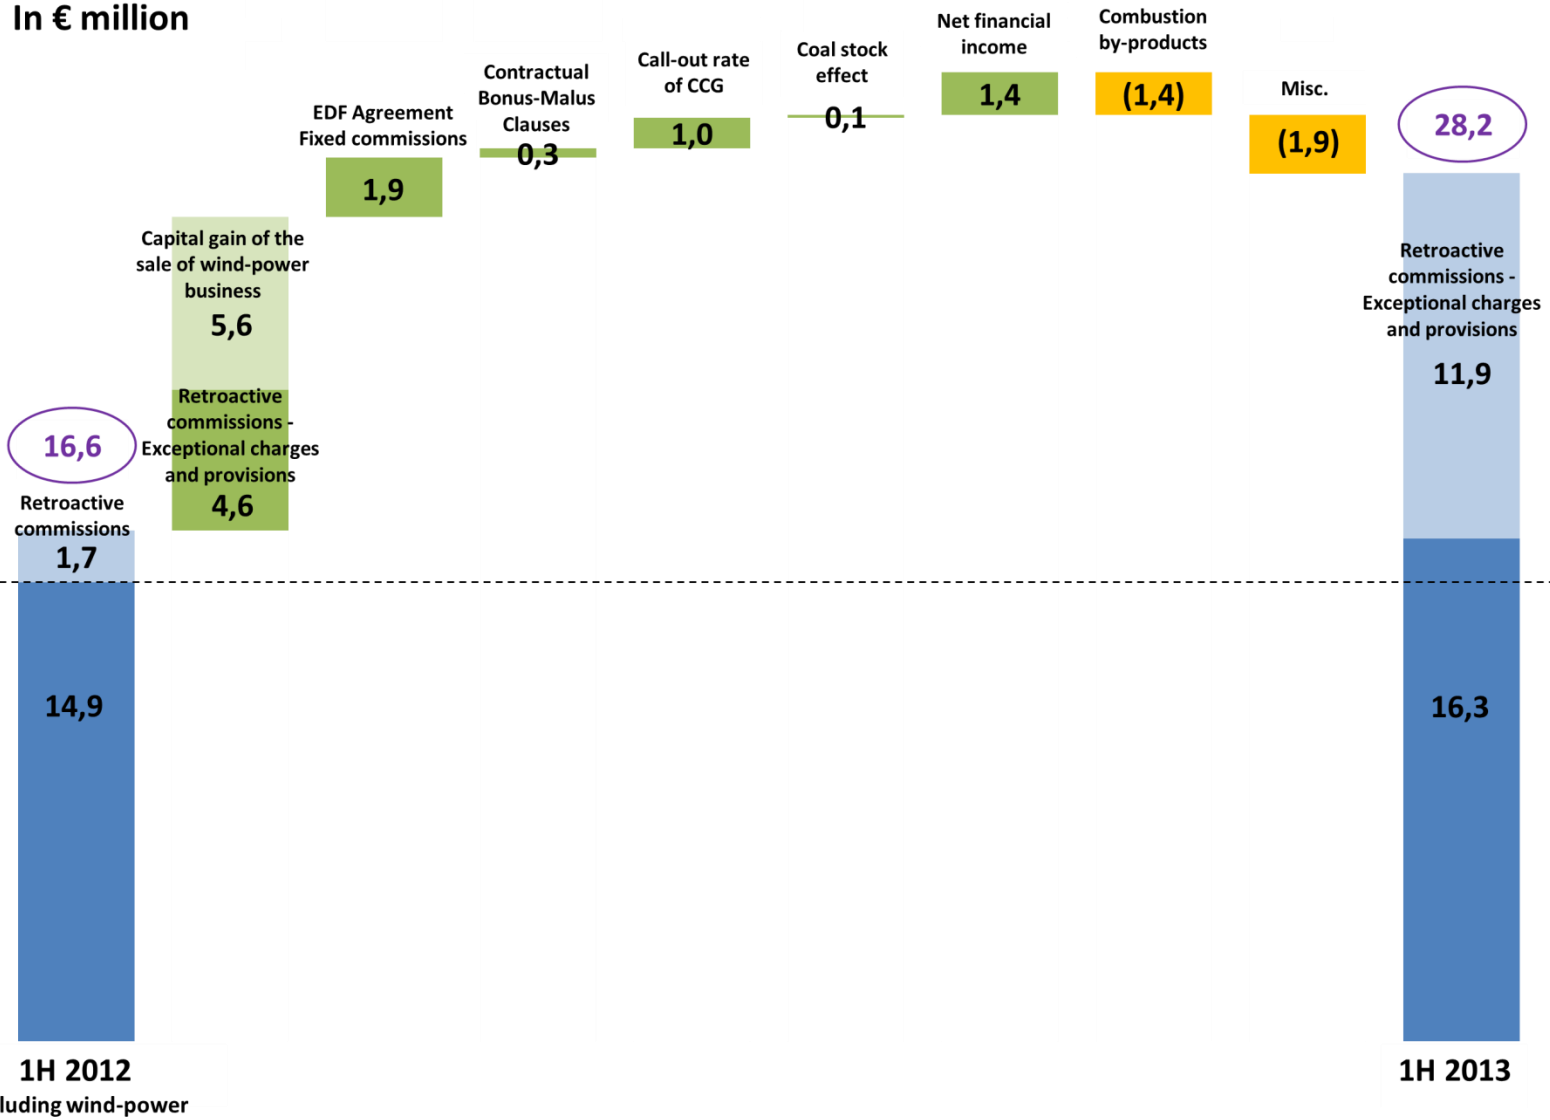 In € million
EDF Agreement
Fixed commissions
1,9
Contractual
Bonus-Malus
Clauses
0,3
Call-out rate
of CCG
1,0
Coal stock
effect
0,1
Net financial
income
1,4
Combustion
by-products
(1,4)
Misc.
(1,9)
28,2
Capital gain of the
sale of wind-power
business
5,6
Retroactive
commissions -
Exceptional charges
and provisions
4,6
16,6
Retroactive
commissions
1,7
14,9
Retroactive
commissions -
Exceptional charges
and provisions
11,9
16,3
1H 2012
luding wind-power
1H 2013